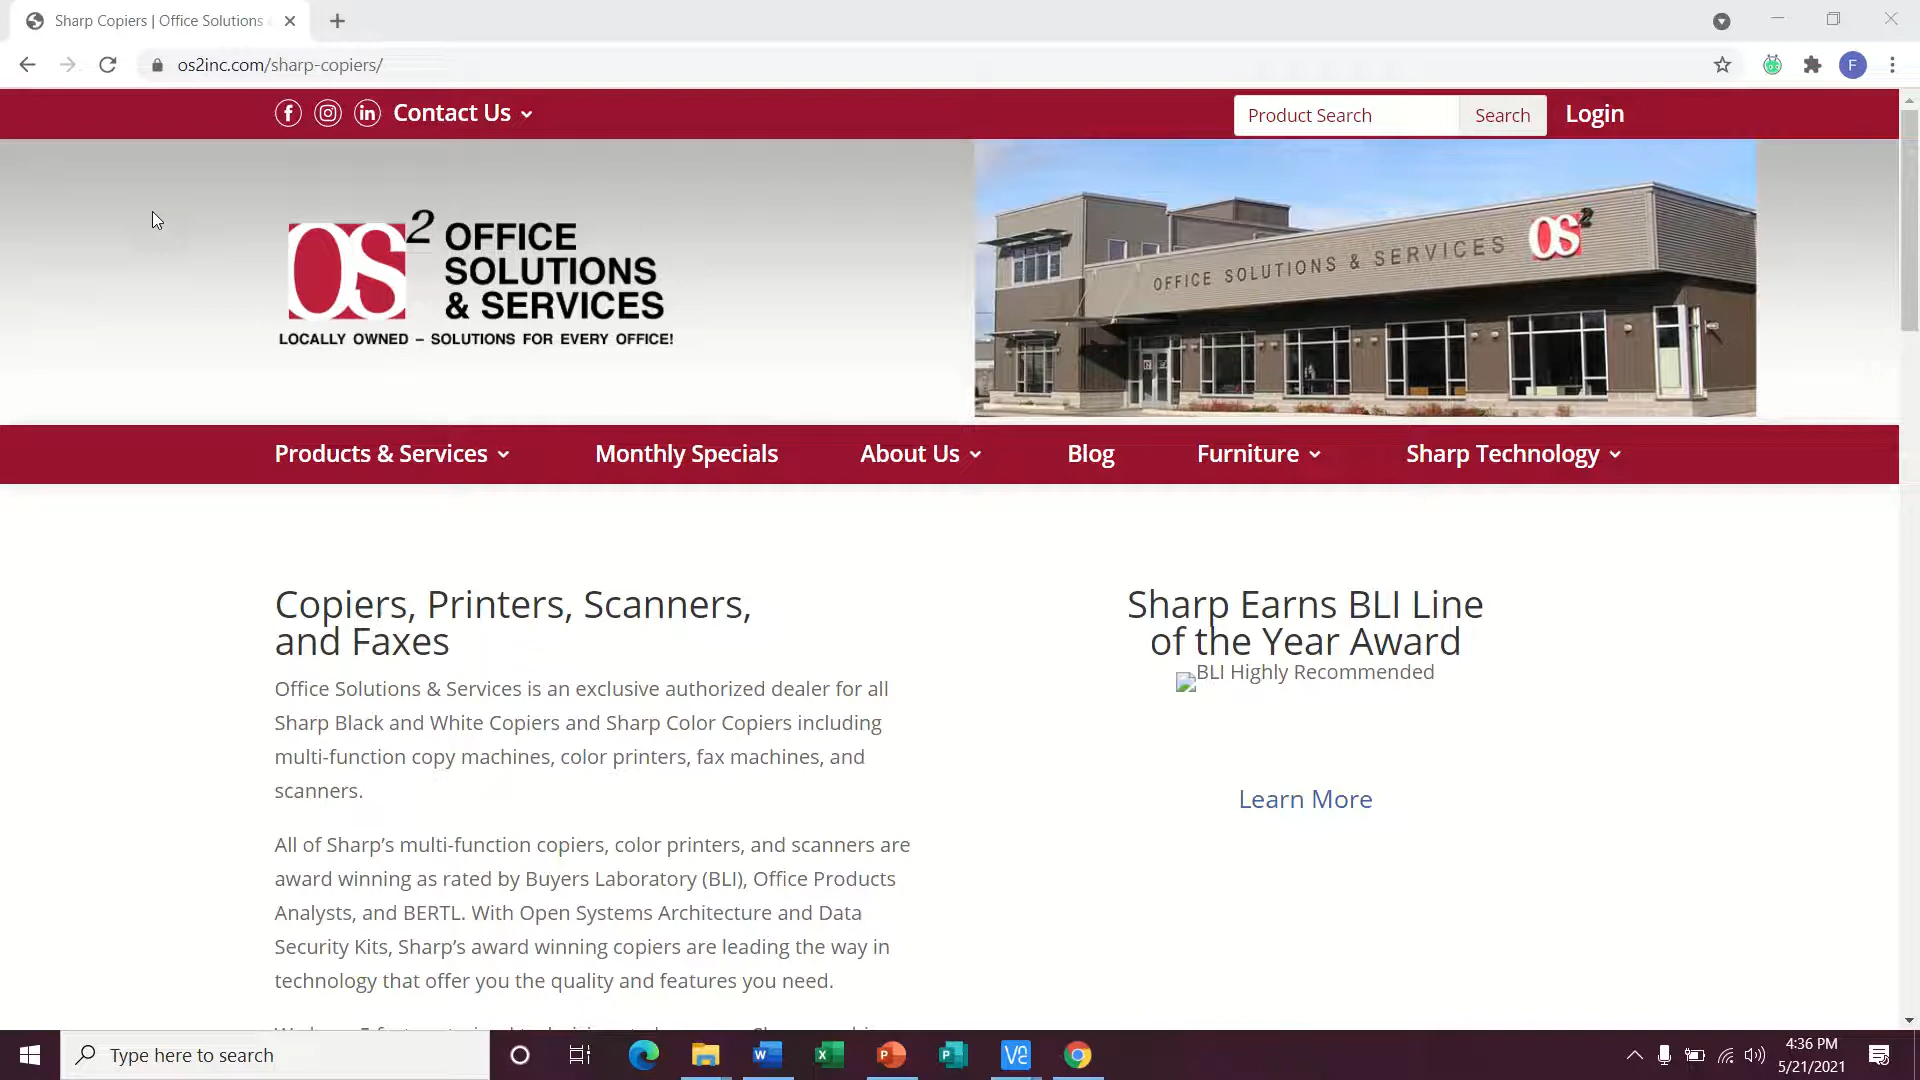 Sharp Copiers | Office Solutions
os2inc.com/sharp-copiers/
F
Contact Us
Product Search
Search
Login
OS2 OFFICE
SOLUTIONS
& SERVICES
LOCALLY OWNED – SOLUTIONS FOR EVERY OFFICE!
OFFICE SOLUTIONS & SERVICES OS2
Products & Services
Monthly Specials
About Us
Blog
Furniture
Sharp Technology
Copiers, Printers, Scanners,
and Faxes
Office Solutions & Services is an exclusive authorized dealer for all
Sharp Black and White Copiers and Sharp Color Copiers including
multi-function copy machines, color printers, fax machines, and
scanners.
All of Sharp’s multi-function copiers, color printers, and scanners are
award winning as rated by Buyers Laboratory (BLI), Office Products
Analysts, and BERTL. With Open Systems Architecture and Data
Security Kits, Sharp’s award winning copiers are leading the way in
technology that offer you the quality and features you need.
Sharp Earns BLI Line
of the Year Award
BLI Highly Recommended
Learn More
Type here to search
4:36 PM
5/21/2021